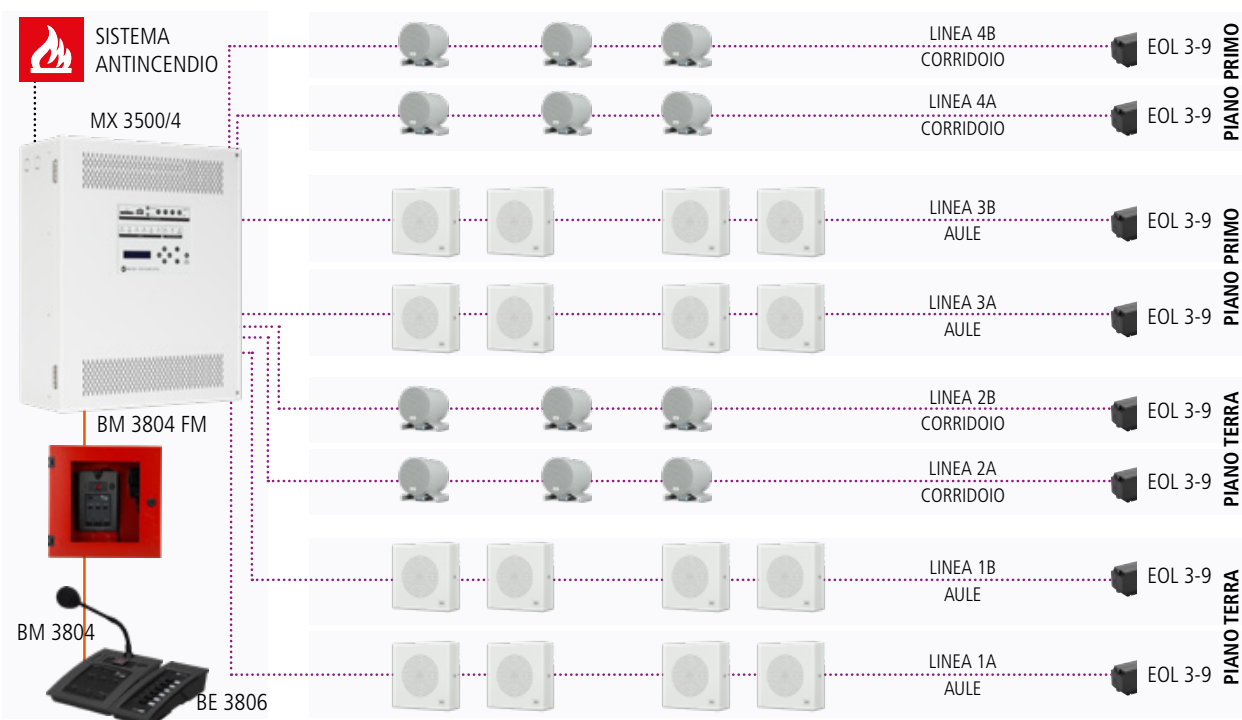 SISTEMA
ANTINCENDIO
MX 3500/4
BM 3804 FM
BM 3804
BE 3806
LINEA 4B
CORRIDOIO
EOL 3-9
LINEA 4A
CORRIDOIO
EOL 3-9
PIANO PRIMO
LINEA 3B
AULE
EOL 3-9
LINEA 3A
AULE
EOL 3-9
PIANO PRIMO
LINEA 2B
CORRIDOIO
EOL 3-9
LINEA 2A
CORRIDOIO
EOL 3-9
PIANO TERRA
LINEA 1B
AULE
EOL 3-9
LINEA 1A
AULE
EOL 3-9
PIANO TERRA